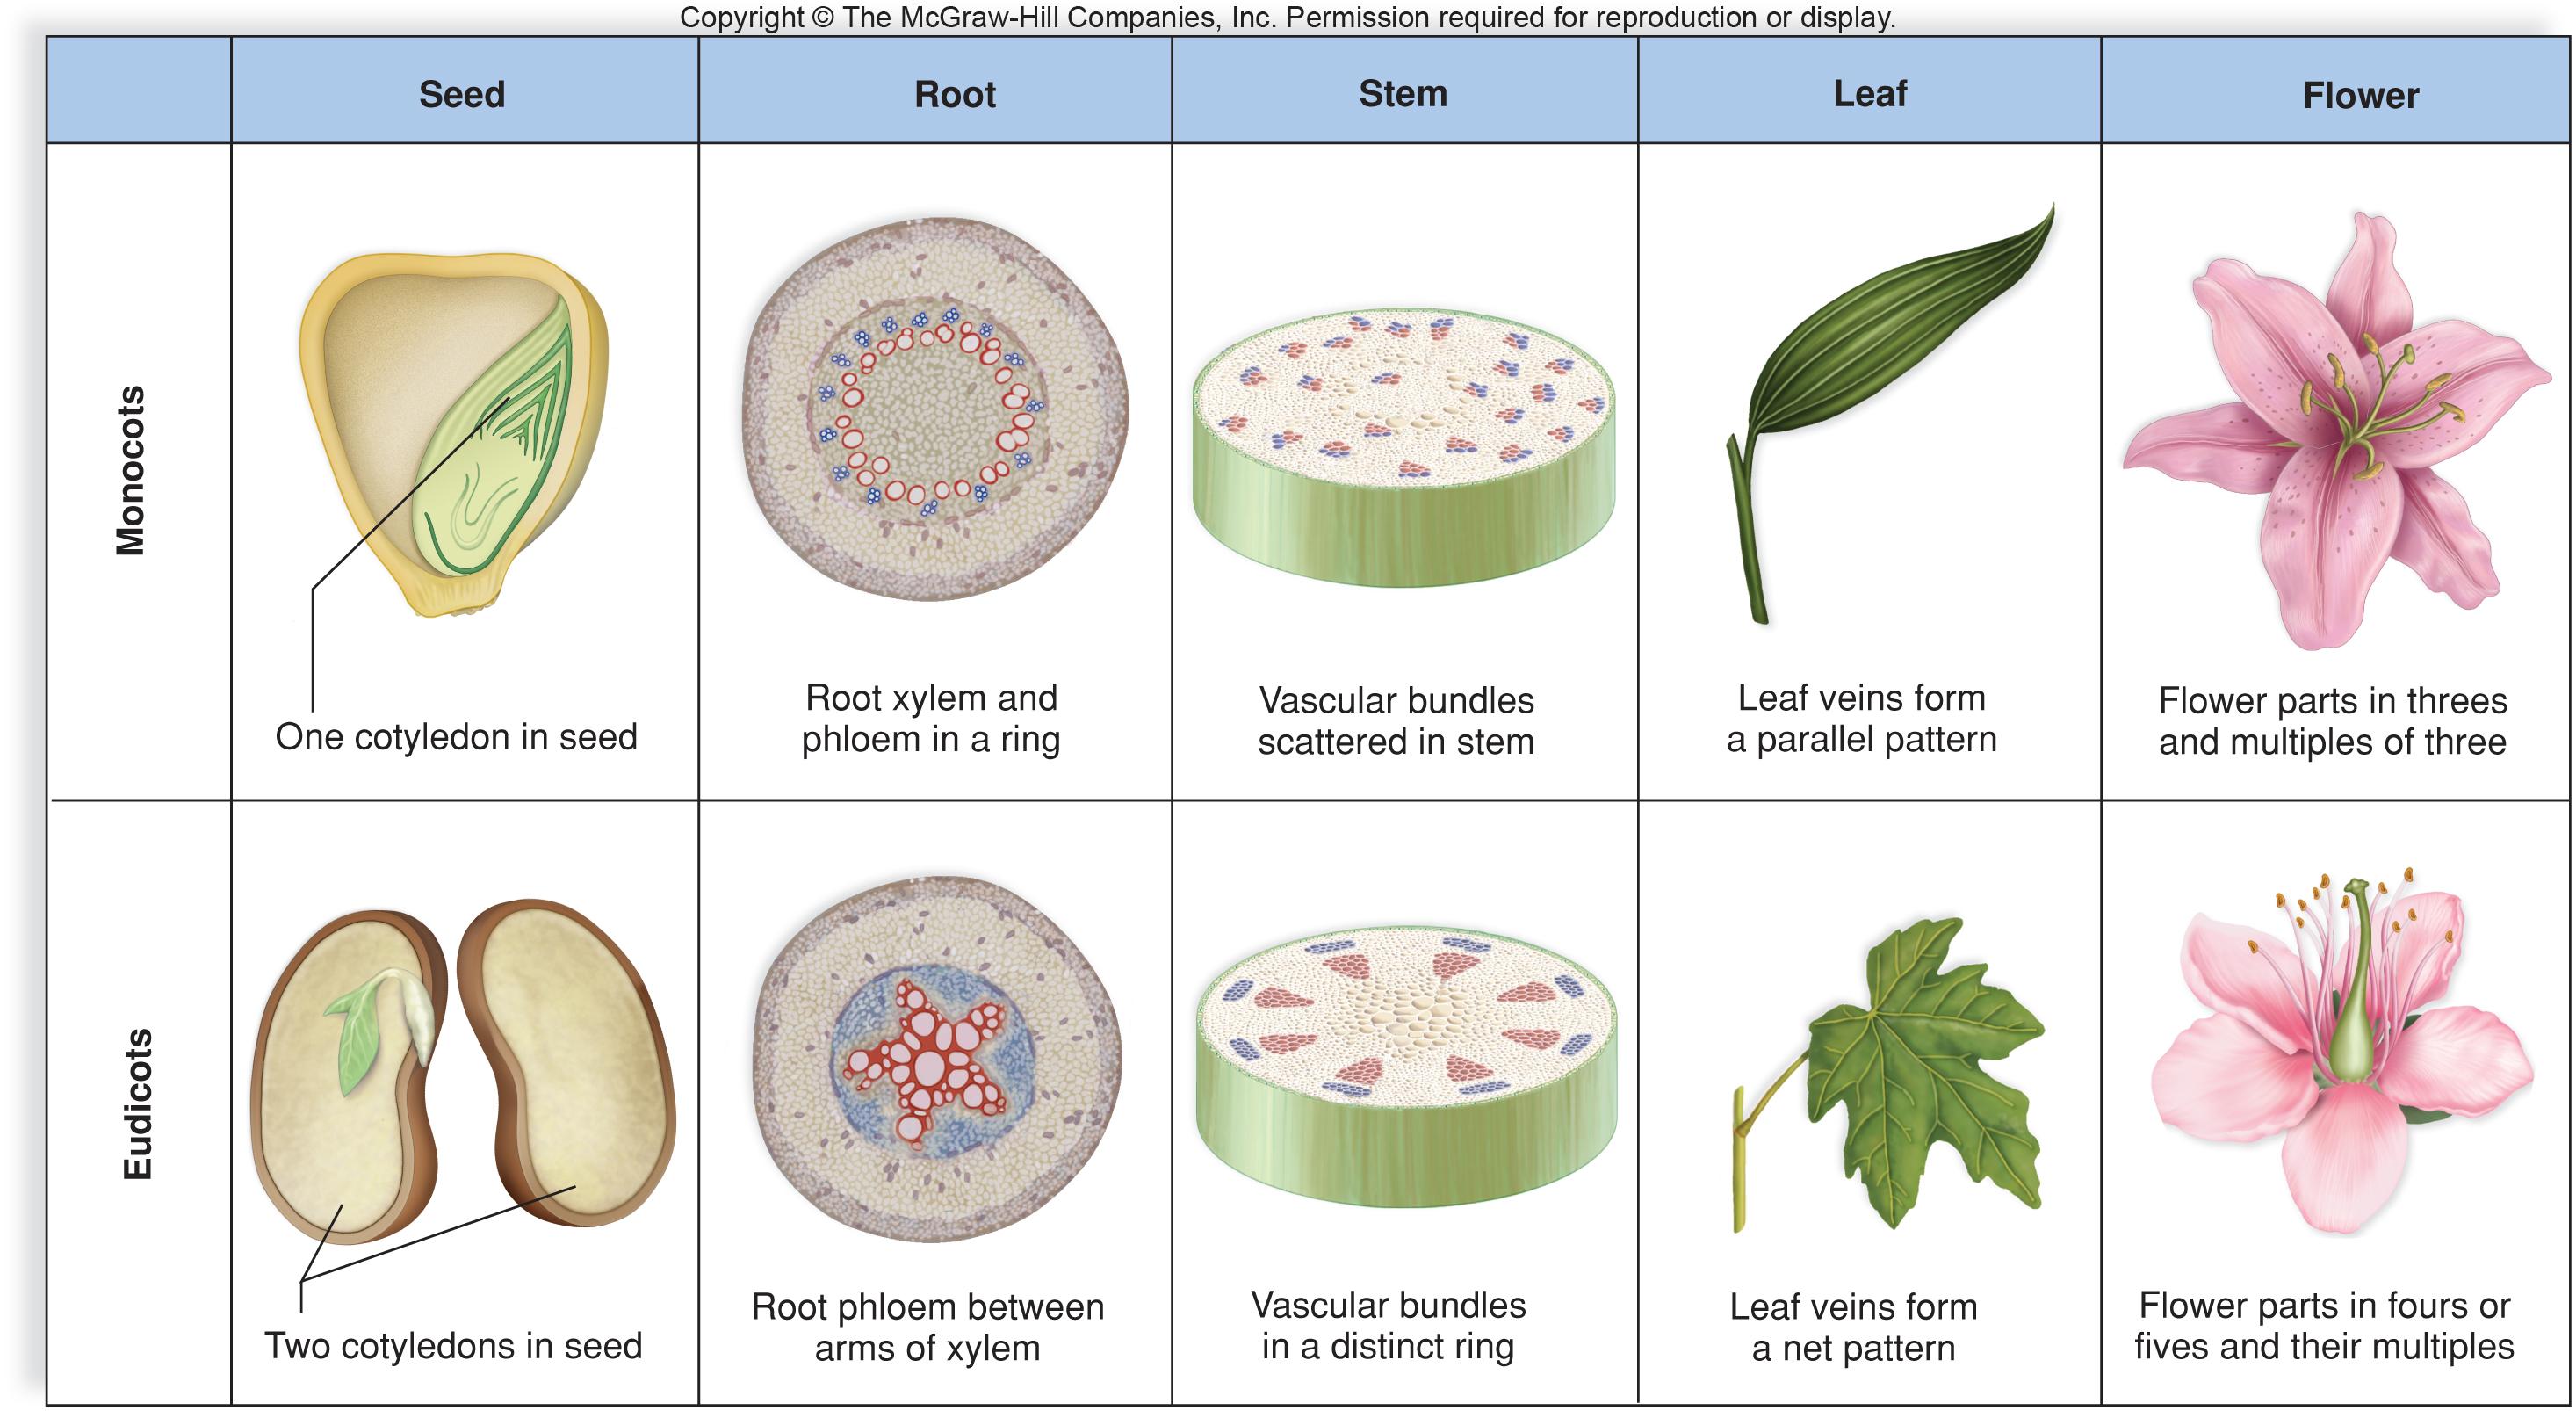 Copyright © The McGraw-Hill Companies, Inc. Permission required for reproduction or display.
Seed
Root
Stem
Leaf
Flower
Monocots
One cotyledon in seed
Root xylem and
phloem in a ring
Vascular bundles
scattered in stem
Leaf veins form
a parallel pattern
Flower parts in threes
and multiples of three
Eudicots
Two cotyledons in seed
Root phloem between
arms of xylem
Vascular bundles
in a distinct ring
Leaf veins form
a net pattern
Flower parts in fours or
fives and their multiples